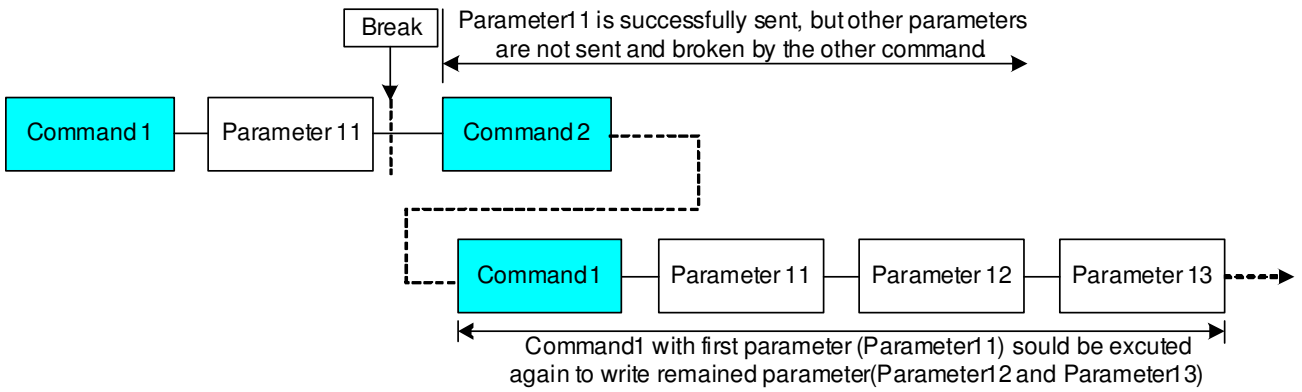 Break
Parameter11 is successfully sent, but other parameters
are not sent and broken by the other command.
Command 1
Parameter 11
Command 2
Command1
Parameter 11
Parameter 12
Parameter 13
Command1 with first parameter (Parameter11) sould be excuted
again to write remained parameter(Parameter12 and Parameter13)